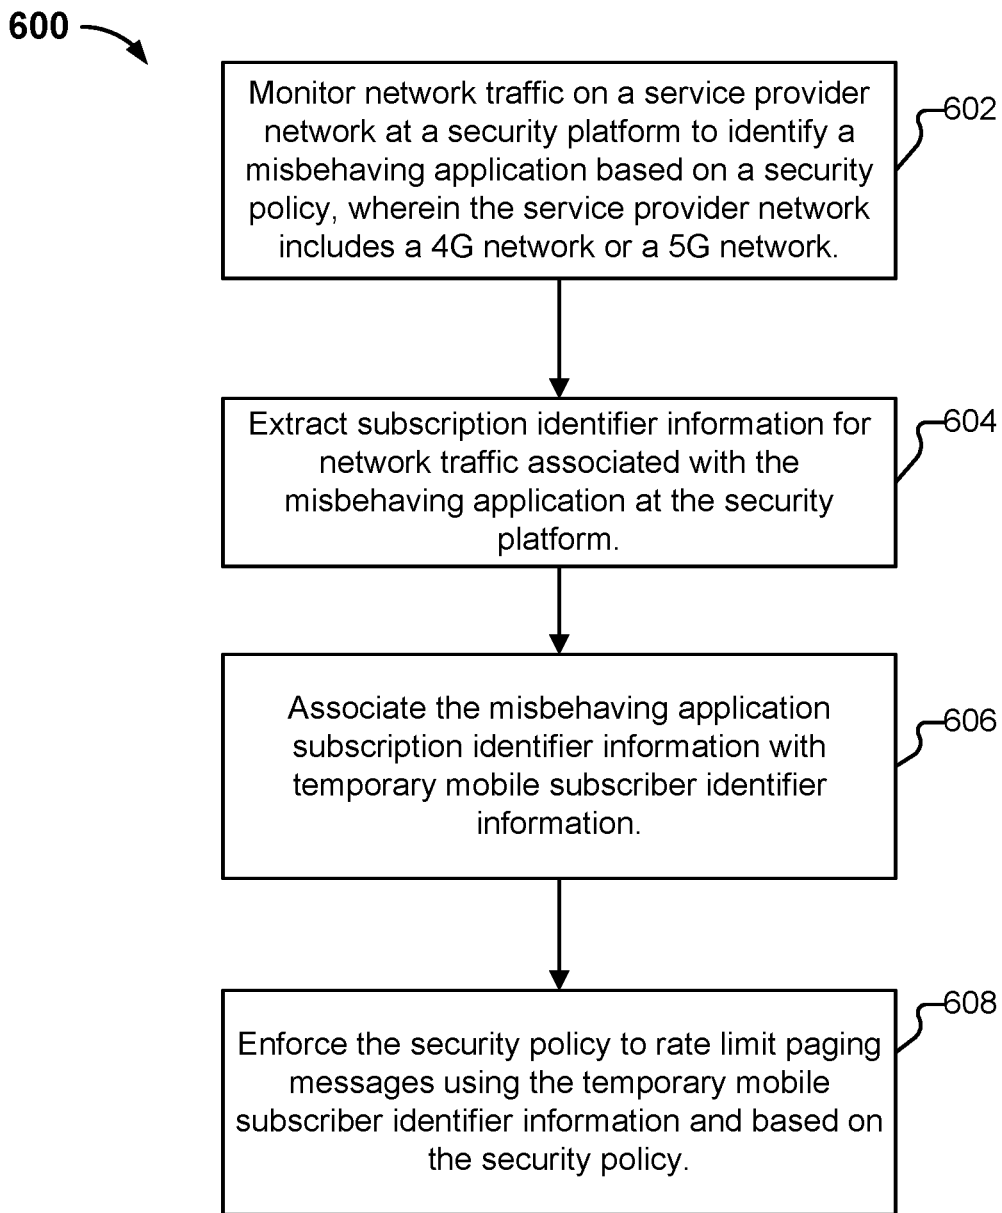 600
Monitor network traffic on a service provider
network at a security platform to identify a
misbehaving application based on a security
policy, wherein the service provider network
includes a 4G network or a 5G network.
602
Extract subscription identifier information for
network traffic associated with the
misbehaving application at the security
platform.
604
Associate the misbehaving application
subscription identifier information with
temporary mobile subscriber identifier
information.
606
Enforce the security policy to rate limit paging
messages using the temporary mobile
subscriber identifier information and based on
the security policy.
608